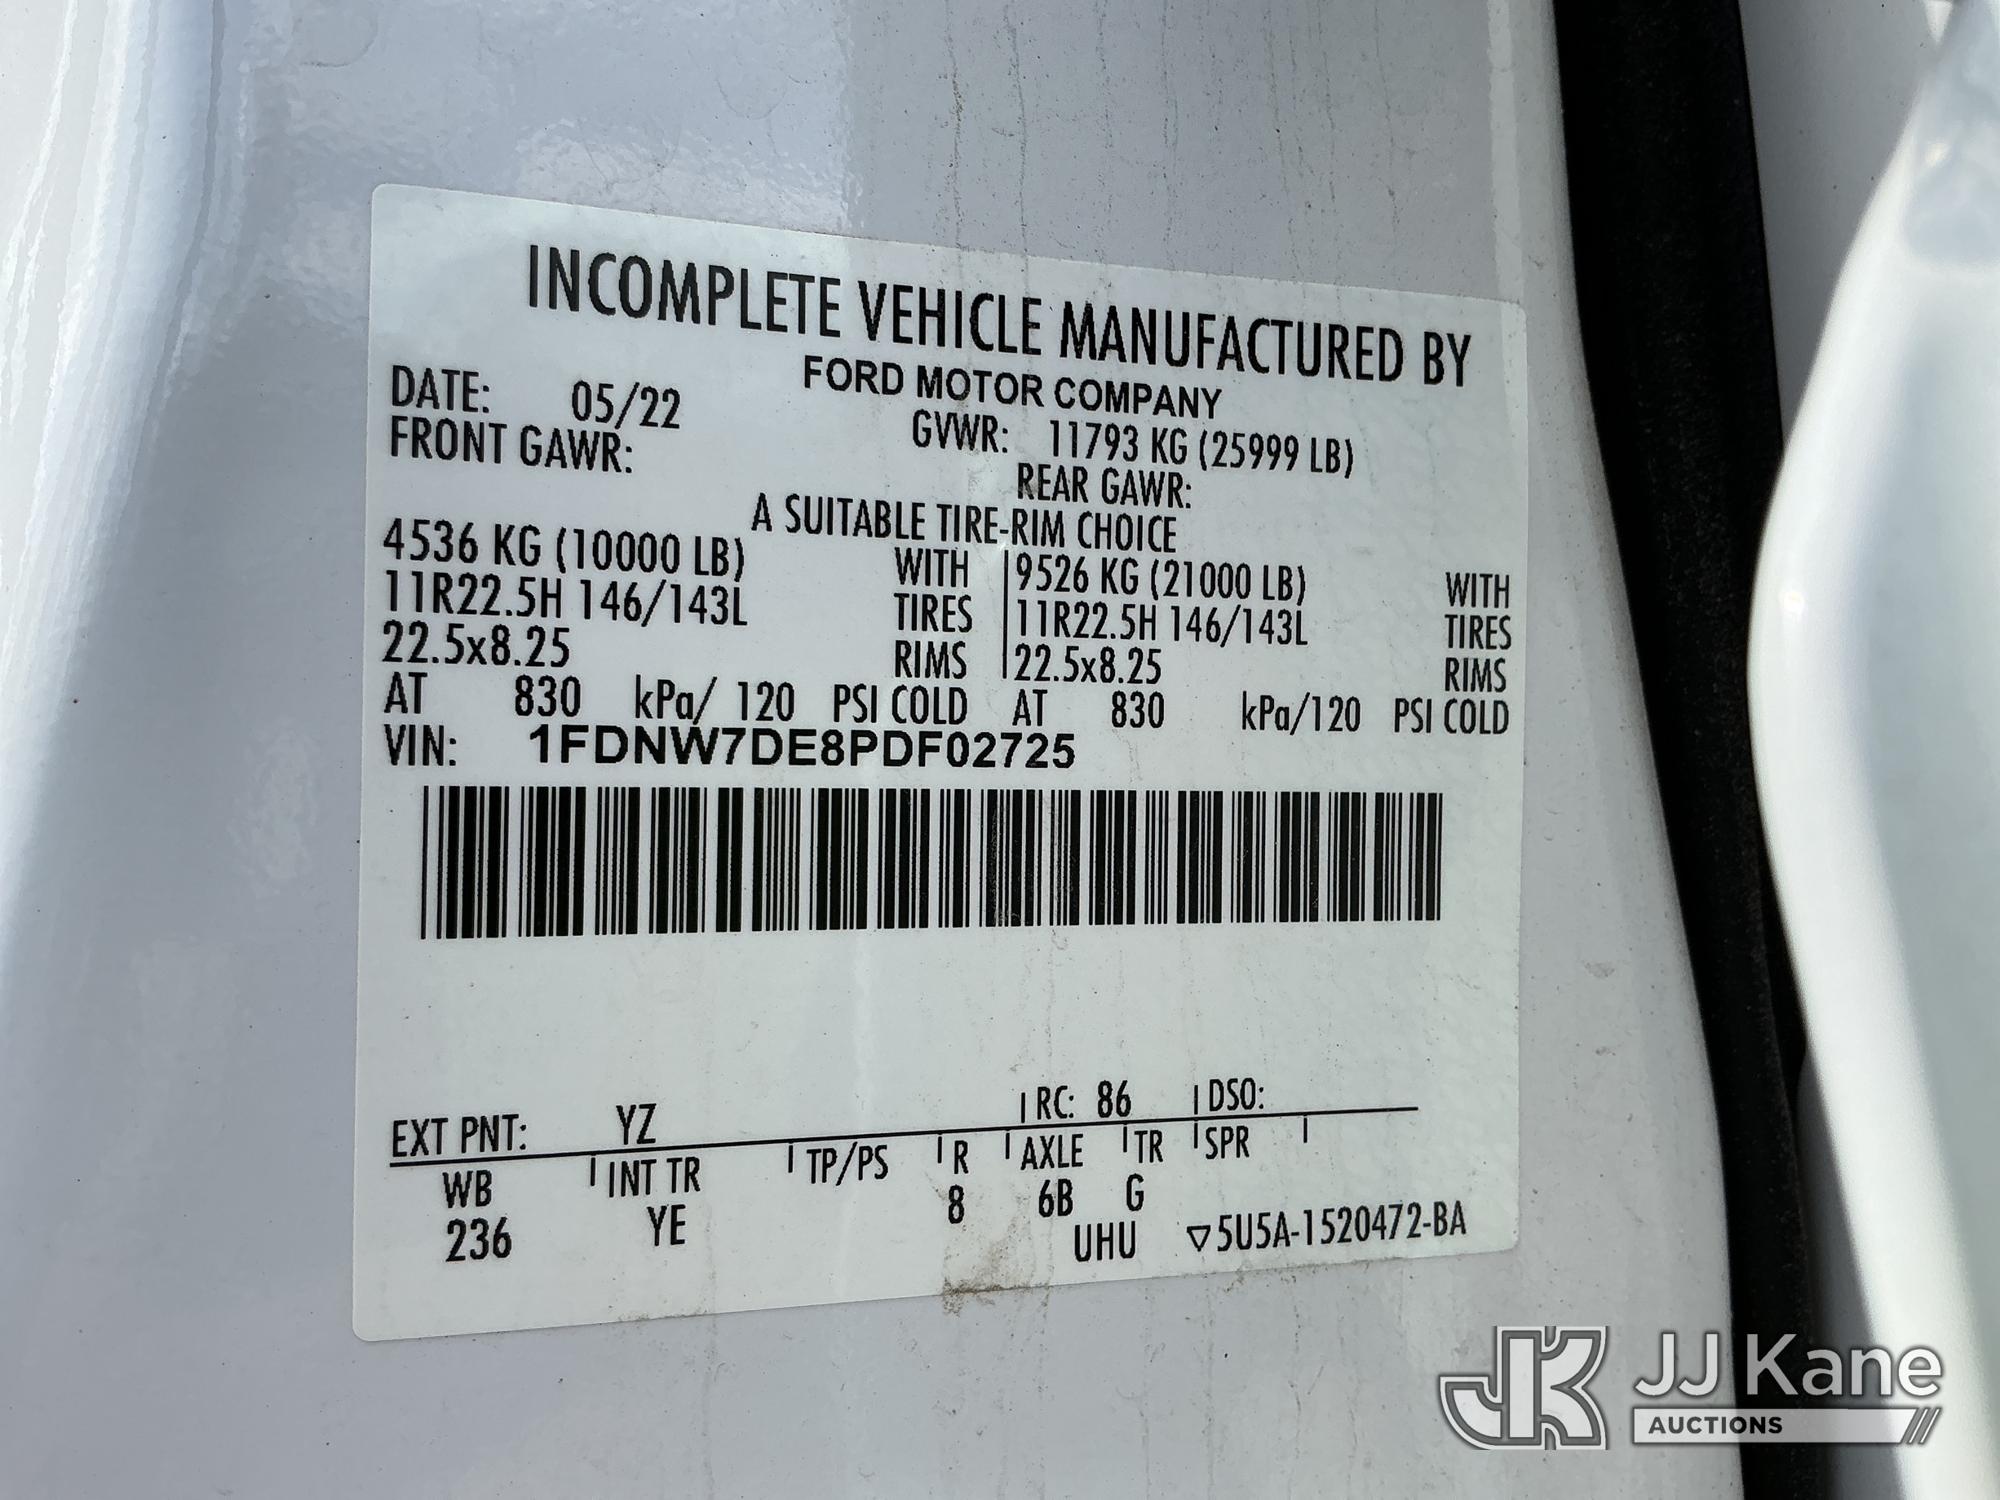 INCOMPLETE VEHICLE MANUFACTURED BY
FORD MOTOR COMPANY
DATE: 05/22 GVWR: 11793 KG (25999 LB)
FRONT GAWR: REAR GAWR:
A SUITABLE TIRE-RIM CHOICE
4536 KG (10000 LB) WITH 9526 KG (21000 LB) WITH
11R22.5H 146/143L TIRES 11R22.5H 146/143L TIRES
22.5x8.25 RIMS 22.5x8.25 RIMS
AT 830 kPa/ 120 PSI COLD AT 830 kPa/120 PSI COLD
VIN: 1FDNW7DE8PDF02725
EXT PNT: YZ RC: 86 DSO:
WB INT TR TP/PS R AXLE TR SPR
236 YE 8 6B G
UHU ▽5U5A-1520472-BA
JK JJ Kane
AUCTIONS